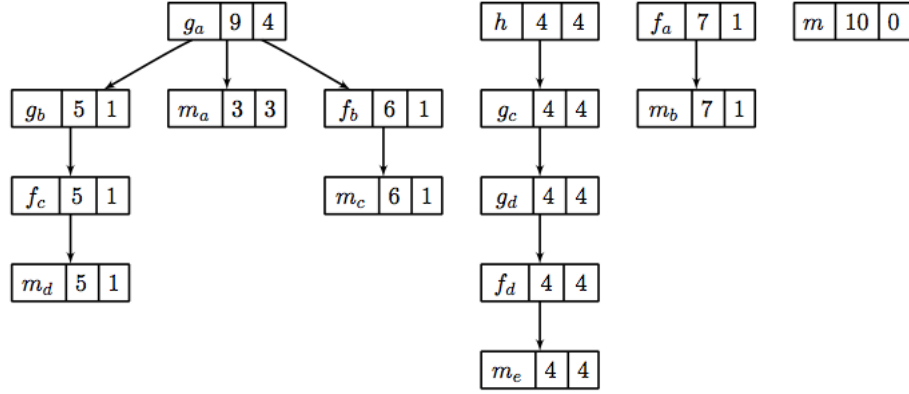 g_a 9 4 h 4 4 f_a 7 1 m 10 0
g_b 5 1 m_a 3 3 f_b 6 1 g_c 4 4 m_b 7 1
f_c 5 1 m_c 6 1 g_d 4 4
m_d 5 1 f_d 4 4
m_e 4 4